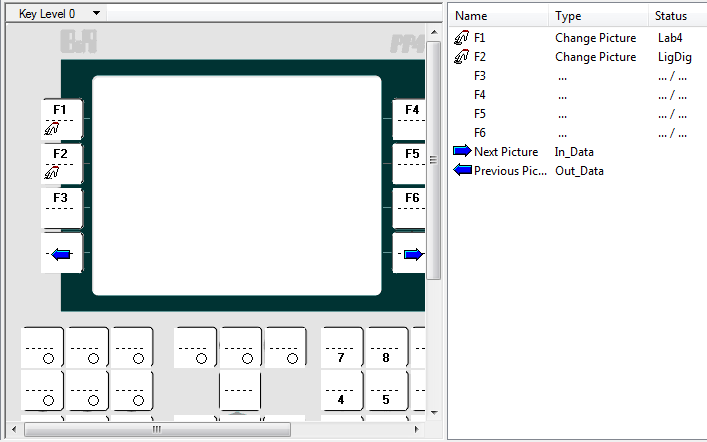 Key Level 0
B&R
PP4
F1
F2
F3
F4
F5
F6
7
8
4
5
Name Type Status
F1 Change Picture Lab4
F2 Change Picture LigDig
F3 ... ... / ...
F4 ... ... / ...
F5 ... ... / ...
F6 ... ... / ...
Next Picture In_Data
Previous Pic... Out_Data